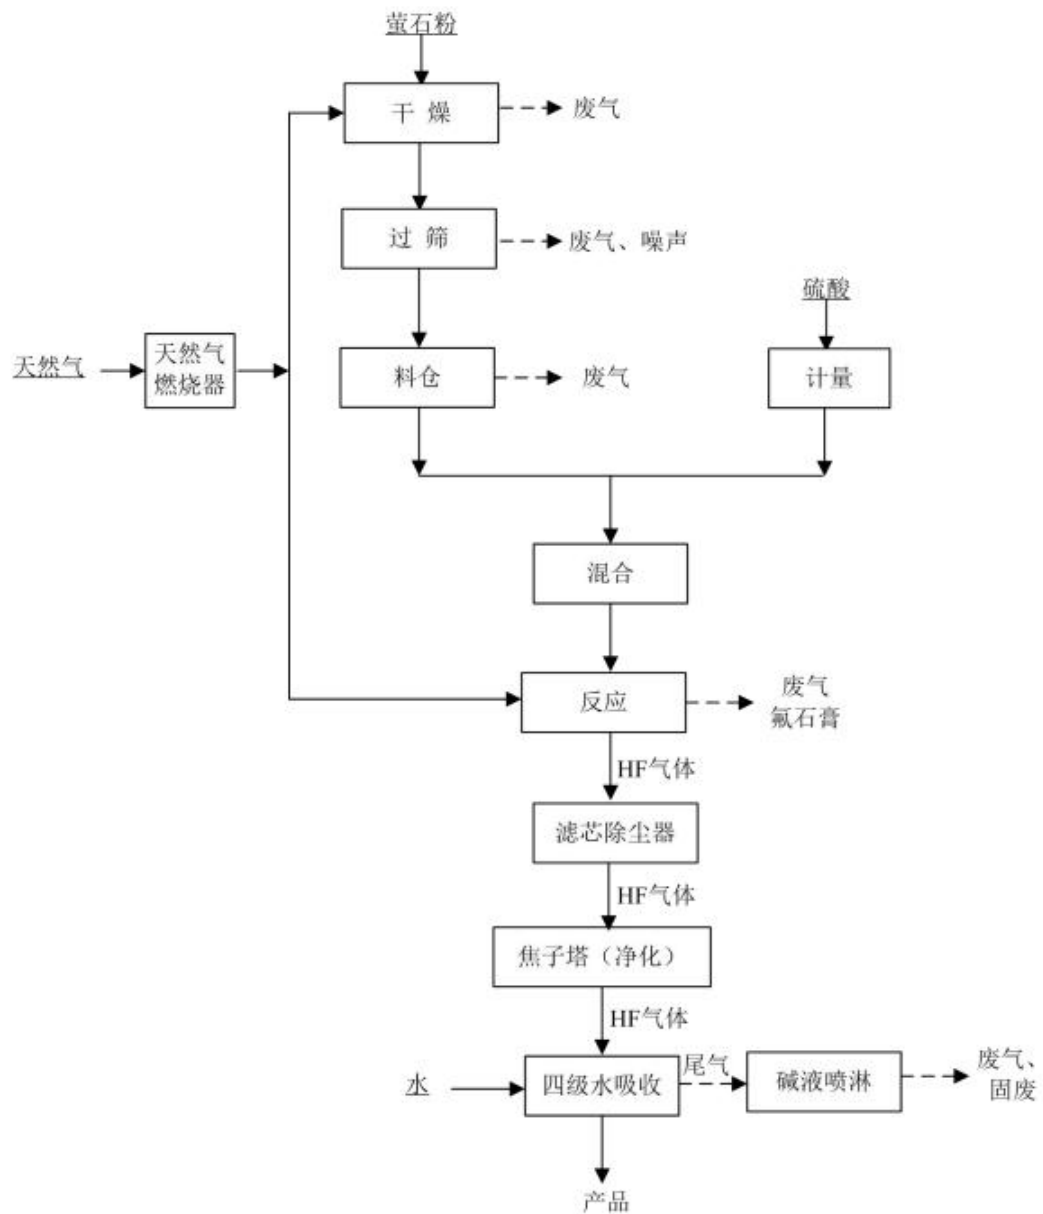 萤石粉
干 燥
废气
过 筛
废气、噪声
硫酸
天然气
天然气
燃烧器
料仓
废气
计量
混合
反应
废气
氟石膏
HF气体
滤芯除尘器
HF气体
焦子塔（净化）
HF气体
水
四级水吸收
尾气
碱液喷淋
废气、
固废
产品